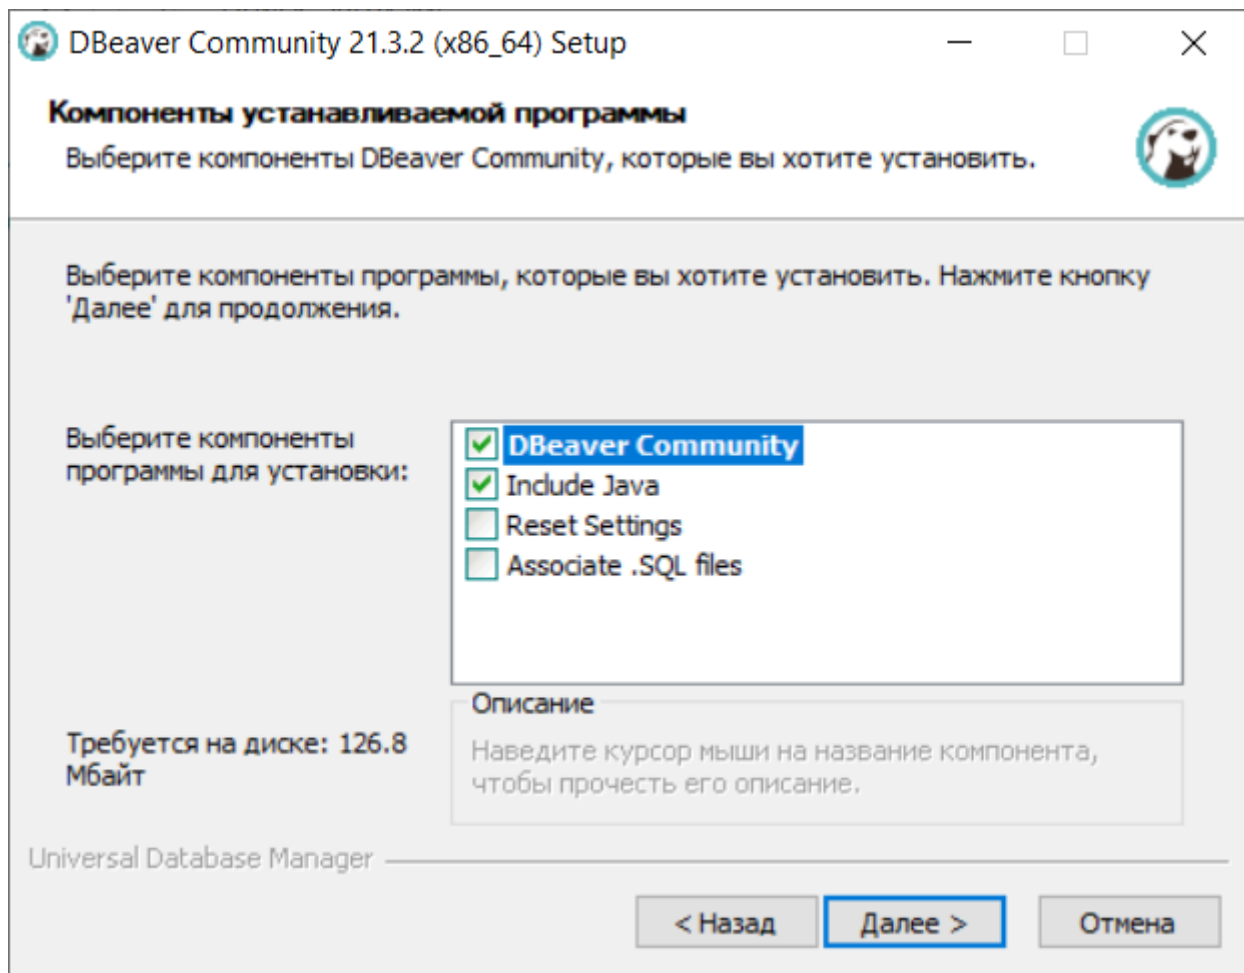 DBeaver Community 21.3.2 (x86_64) Setup
Компоненты устанавливаемой программы
Выберите компоненты DBeaver Community, которые вы хотите установить.
Выберите компоненты программы, которые вы хотите установить. Нажмите кнопку
'Далее' для продолжения.
Выберите компоненты
программы для установки:
DBeaver Community
Include Java
Reset Settings
Associate .SQL files
Требуется на диске: 126.8
Мбайт
Описание
Наведите курсор мыши на название компонента,
чтобы прочесть его описание.
Universal Database Manager
< Назад
Далее >
Отмена